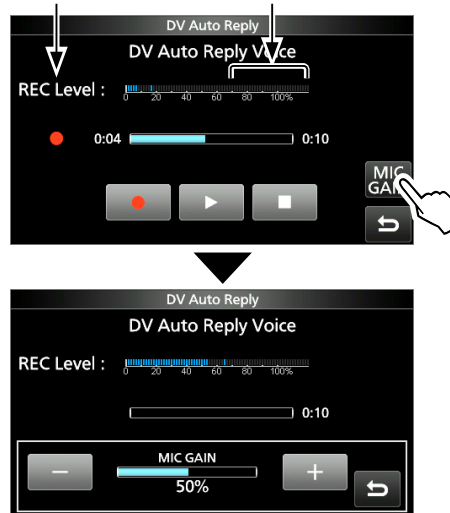 DV Auto Reply
DV Auto Reply Voice
REC Level :
0 20 40 60 80 100%
0:04 0:10
MIC
GAIN
DV Auto Reply
DV Auto Reply Voice
REC Level :
0 20 40 60 80 100%
0:10
MIC GAIN
50%